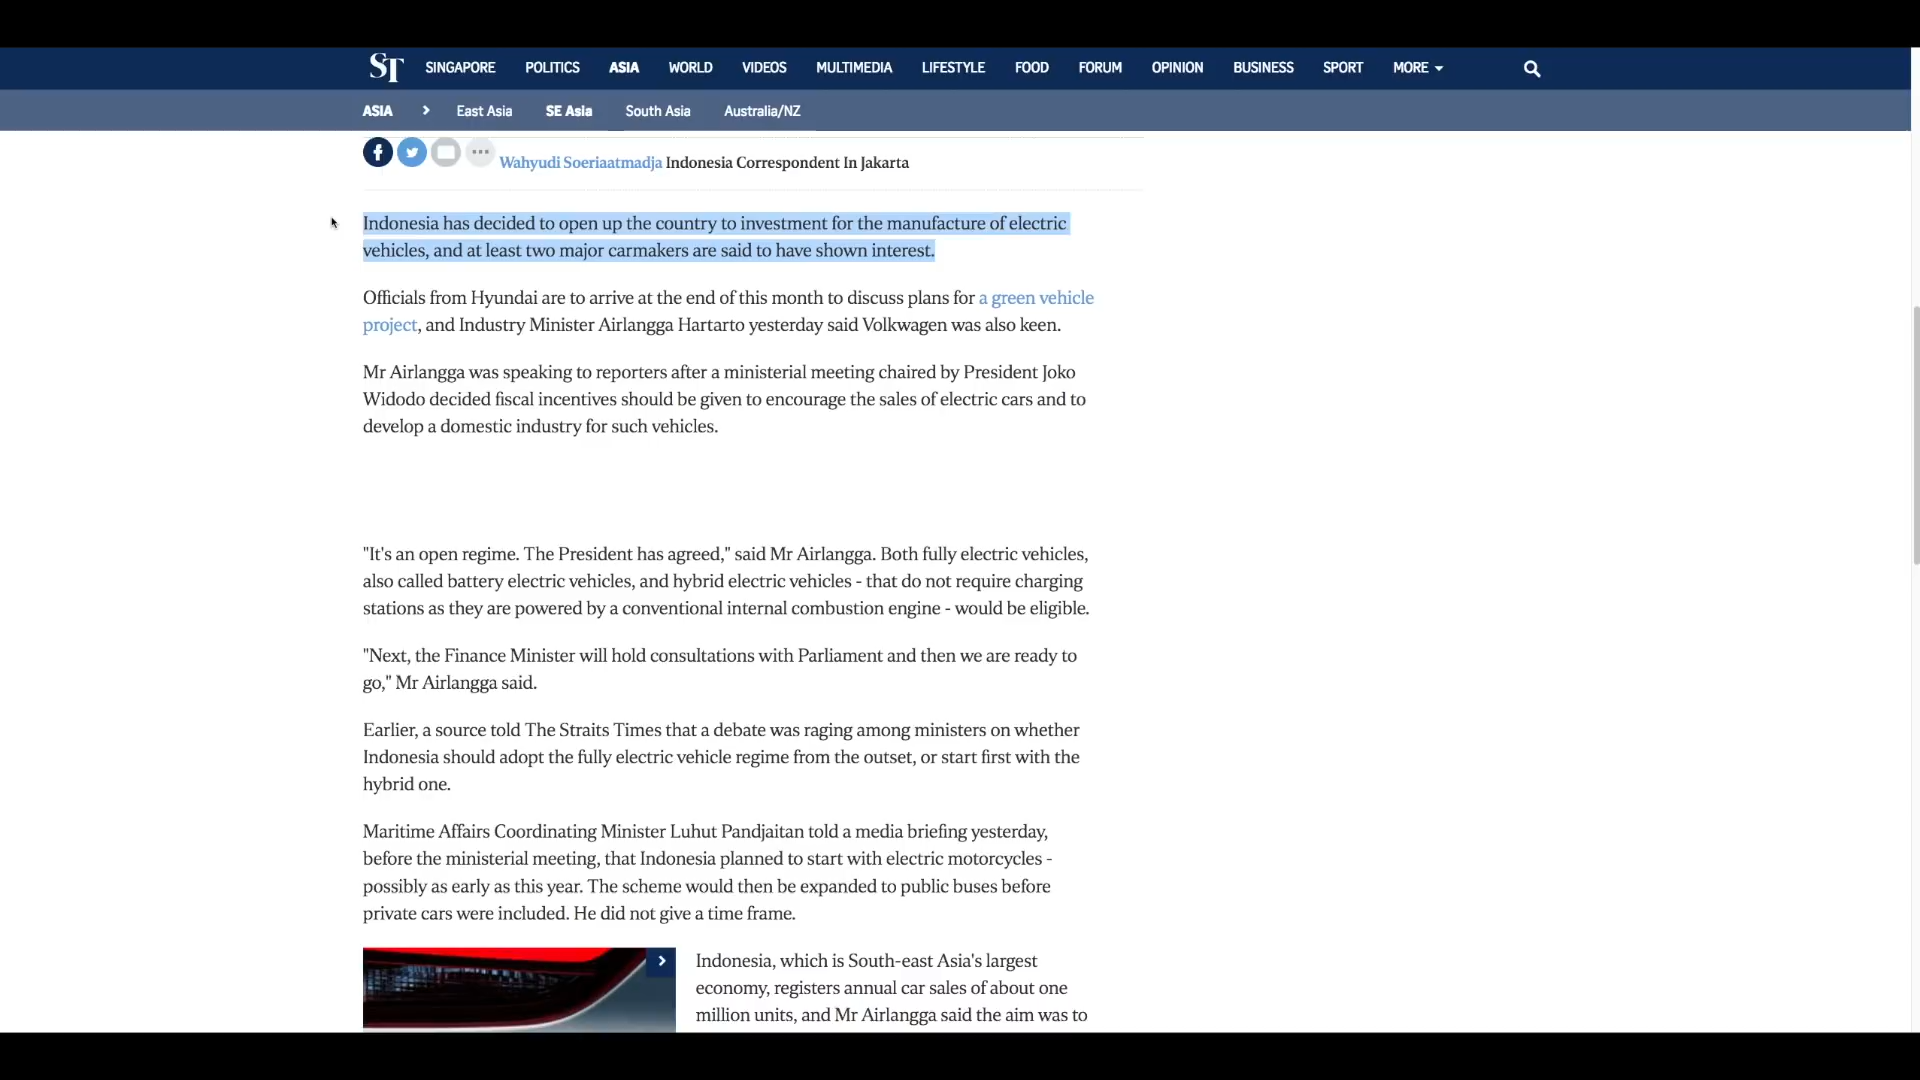 ST SINGAPORE POLITICS ASIA WORLD VIDEOS MULTIMEDIA LIFESTYLE FOOD FORUM OPINION BUSINESS SPORT MORE
ASIA > East Asia SE Asia South Asia Australia/NZ
Wahyudi Soeriaatmadja Indonesia Correspondent In Jakarta
Indonesia has decided to open up the country to investment for the manufacture of electric
vehicles, and at least two major carmakers are said to have shown interest.
Officials from Hyundai are to arrive at the end of this month to discuss plans for a green vehicle
project, and Industry Minister Airlangga Hartarto yesterday said Volkwagen was also keen.
Mr Airlangga was speaking to reporters after a ministerial meeting chaired by President Joko
Widodo decided fiscal incentives should be given to encourage the sales of electric cars and to
develop a domestic industry for such vehicles.
"It's an open regime. The President has agreed," said Mr Airlangga. Both fully electric vehicles,
also called battery electric vehicles, and hybrid electric vehicles - that do not require charging
stations as they are powered by a conventional internal combustion engine - would be eligible.
"Next, the Finance Minister will hold consultations with Parliament and then we are ready to
go," Mr Airlangga said.
Earlier, a source told The Straits Times that a debate was raging among ministers on whether
Indonesia should adopt the fully electric vehicle regime from the outset, or start first with the
hybrid one.
Maritime Affairs Coordinating Minister Luhut Pandjaitan told a media briefing yesterday,
before the ministerial meeting, that Indonesia planned to start with electric motorcycles -
possibly as early as this year. The scheme would then be expanded to public buses before
private cars were included. He did not give a time frame.
Indonesia, which is South-east Asia's largest
economy, registers annual car sales of about one
million units, and Mr Airlangga said the aim was to